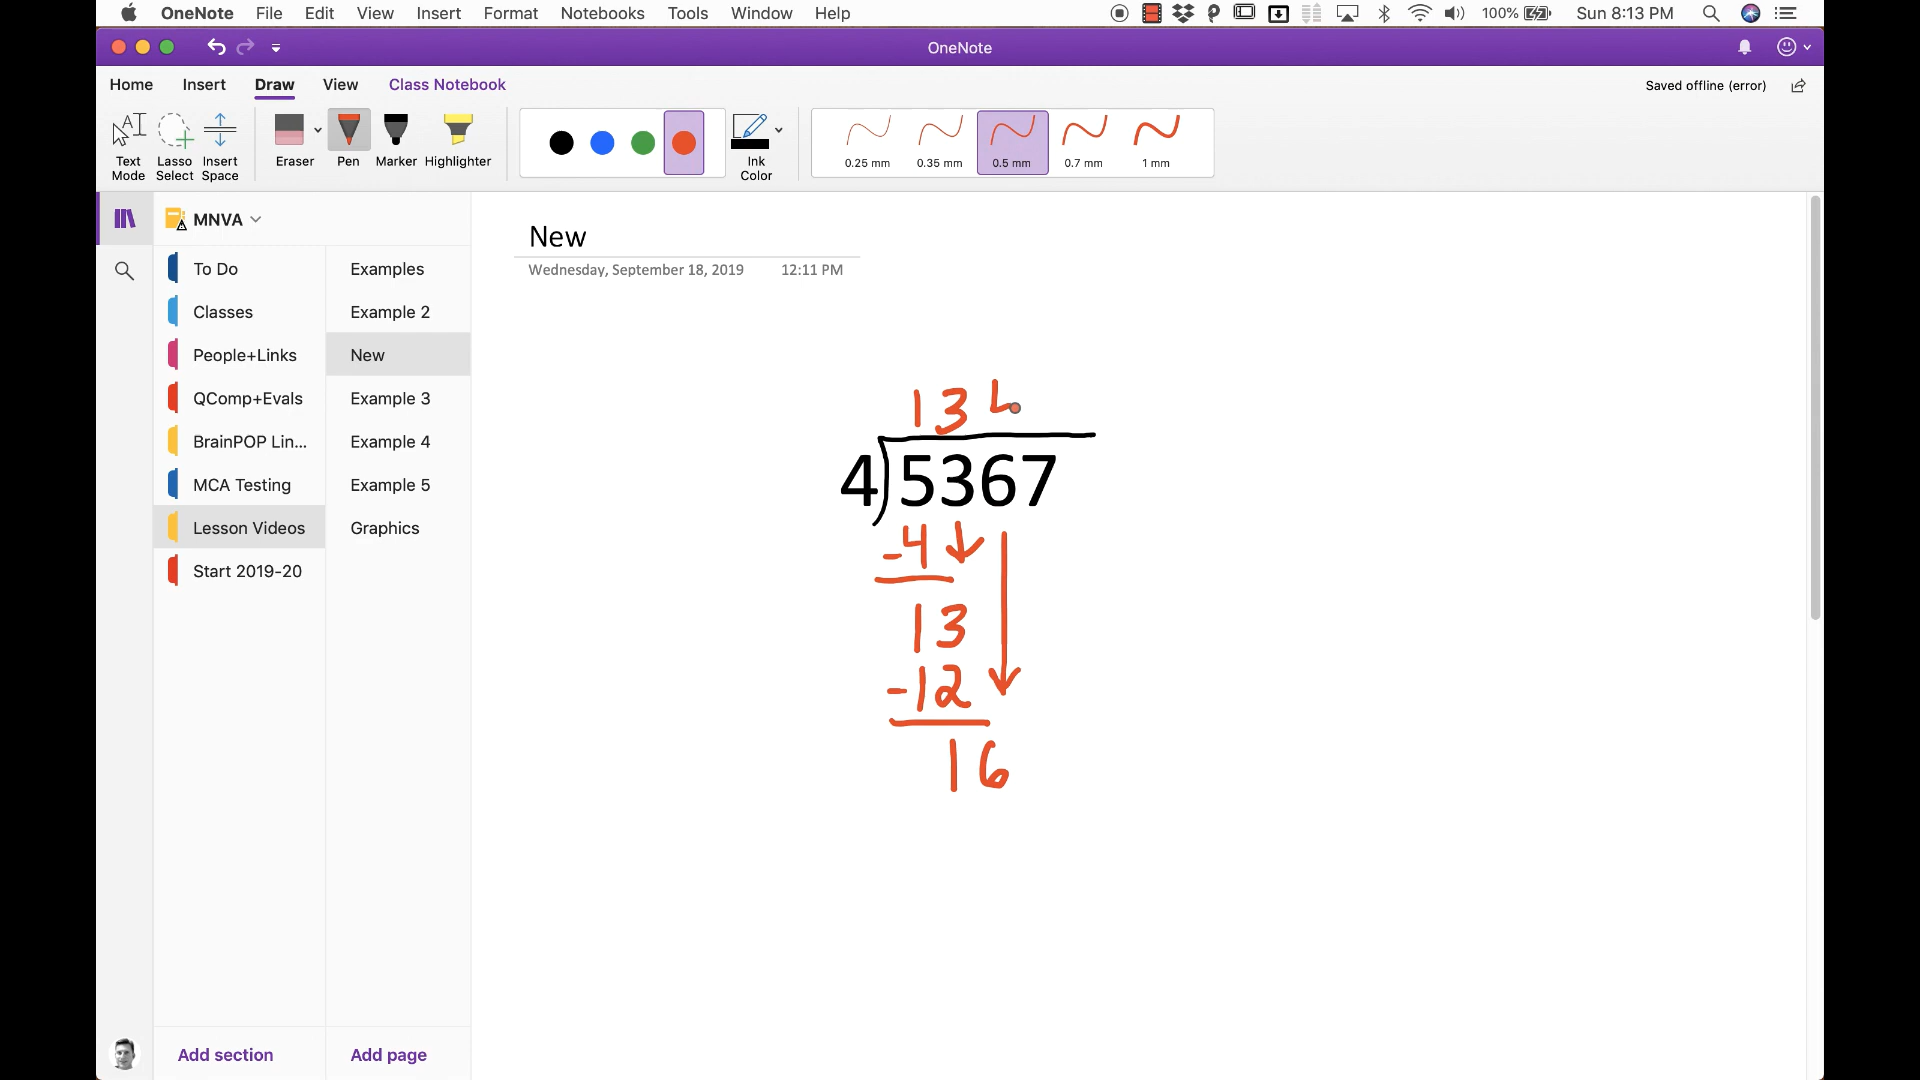 OneNote File Edit View Insert Format Notebooks Tools Window Help 100% Sun 8:13 PM
OneNote
Home Insert Draw View Class Notebook Saved offline (error)
Text Mode Lasso Select Insert Space Eraser Pen Marker Highlighter Ink Color 0.25 mm 0.35 mm 0.5 mm 0.7 mm 1 mm
MNVA
To Do
Classes
People+Links
QComp+Evals
BrainPOP Lin...
MCA Testing
Lesson Videos
Start 2019-20
Add section
Examples
Example 2
New
Example 3
Example 4
Example 5
Graphics
Add page
New
Wednesday, September 18, 2019 12:11 PM
13
4)5367
-4
13
-12
16